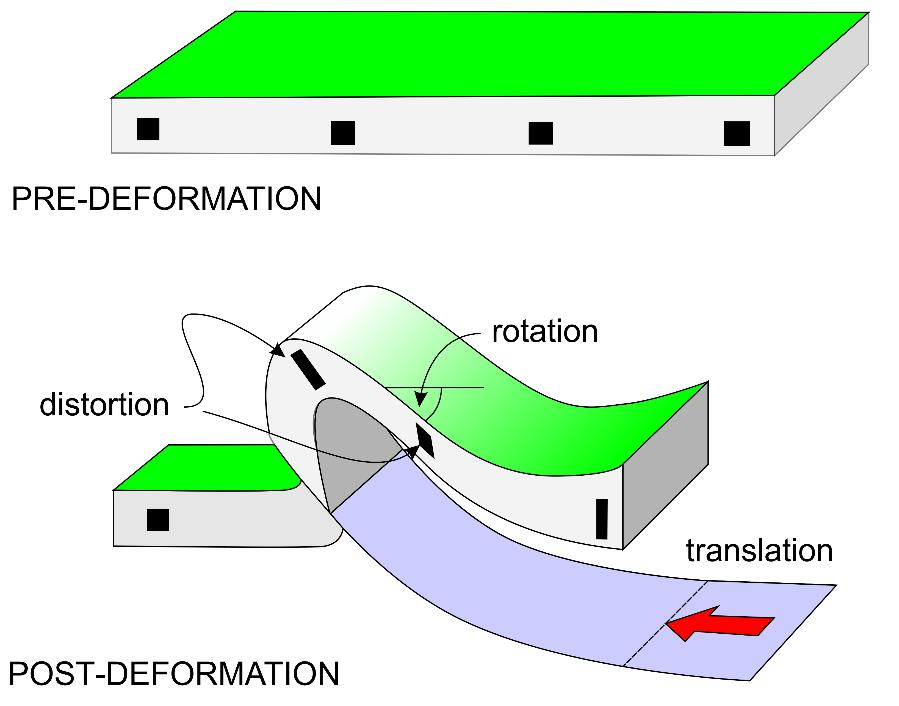 PRE-DEFORMATION
rotation
distortion
translation
POST-DEFORMATION